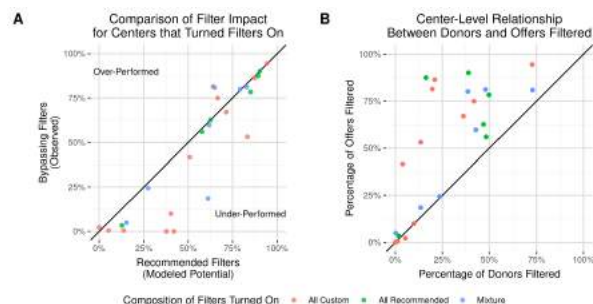 A
Comparison of Filter Impact
for Centers that Turned Filters On
Bypassing Filters
(Observed)
100%
75%
50%
25%
0%
Over-Performed
Under-Performed
0%
25%
50%
75%
100%
Recommended Filters
(Modeled Potential)
B
Center-Level Relationship
Between Donors and Offers Filtered
Percentage of Offers Filtered
100%
75%
50%
25%
0%
0%
25%
50%
75%
100%
Percentage of Donors Filtered
Composition of Filters Turned On
All Custom
All Recommended
Mixture